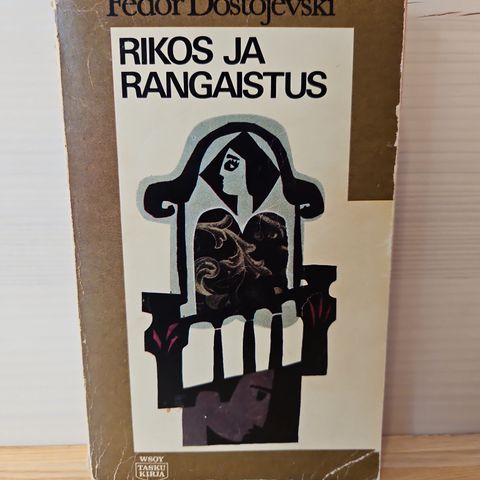 Fedor Dostojevski
RIKOS JA
RANGAISTUS
WSOY
TASKU
KIRJA